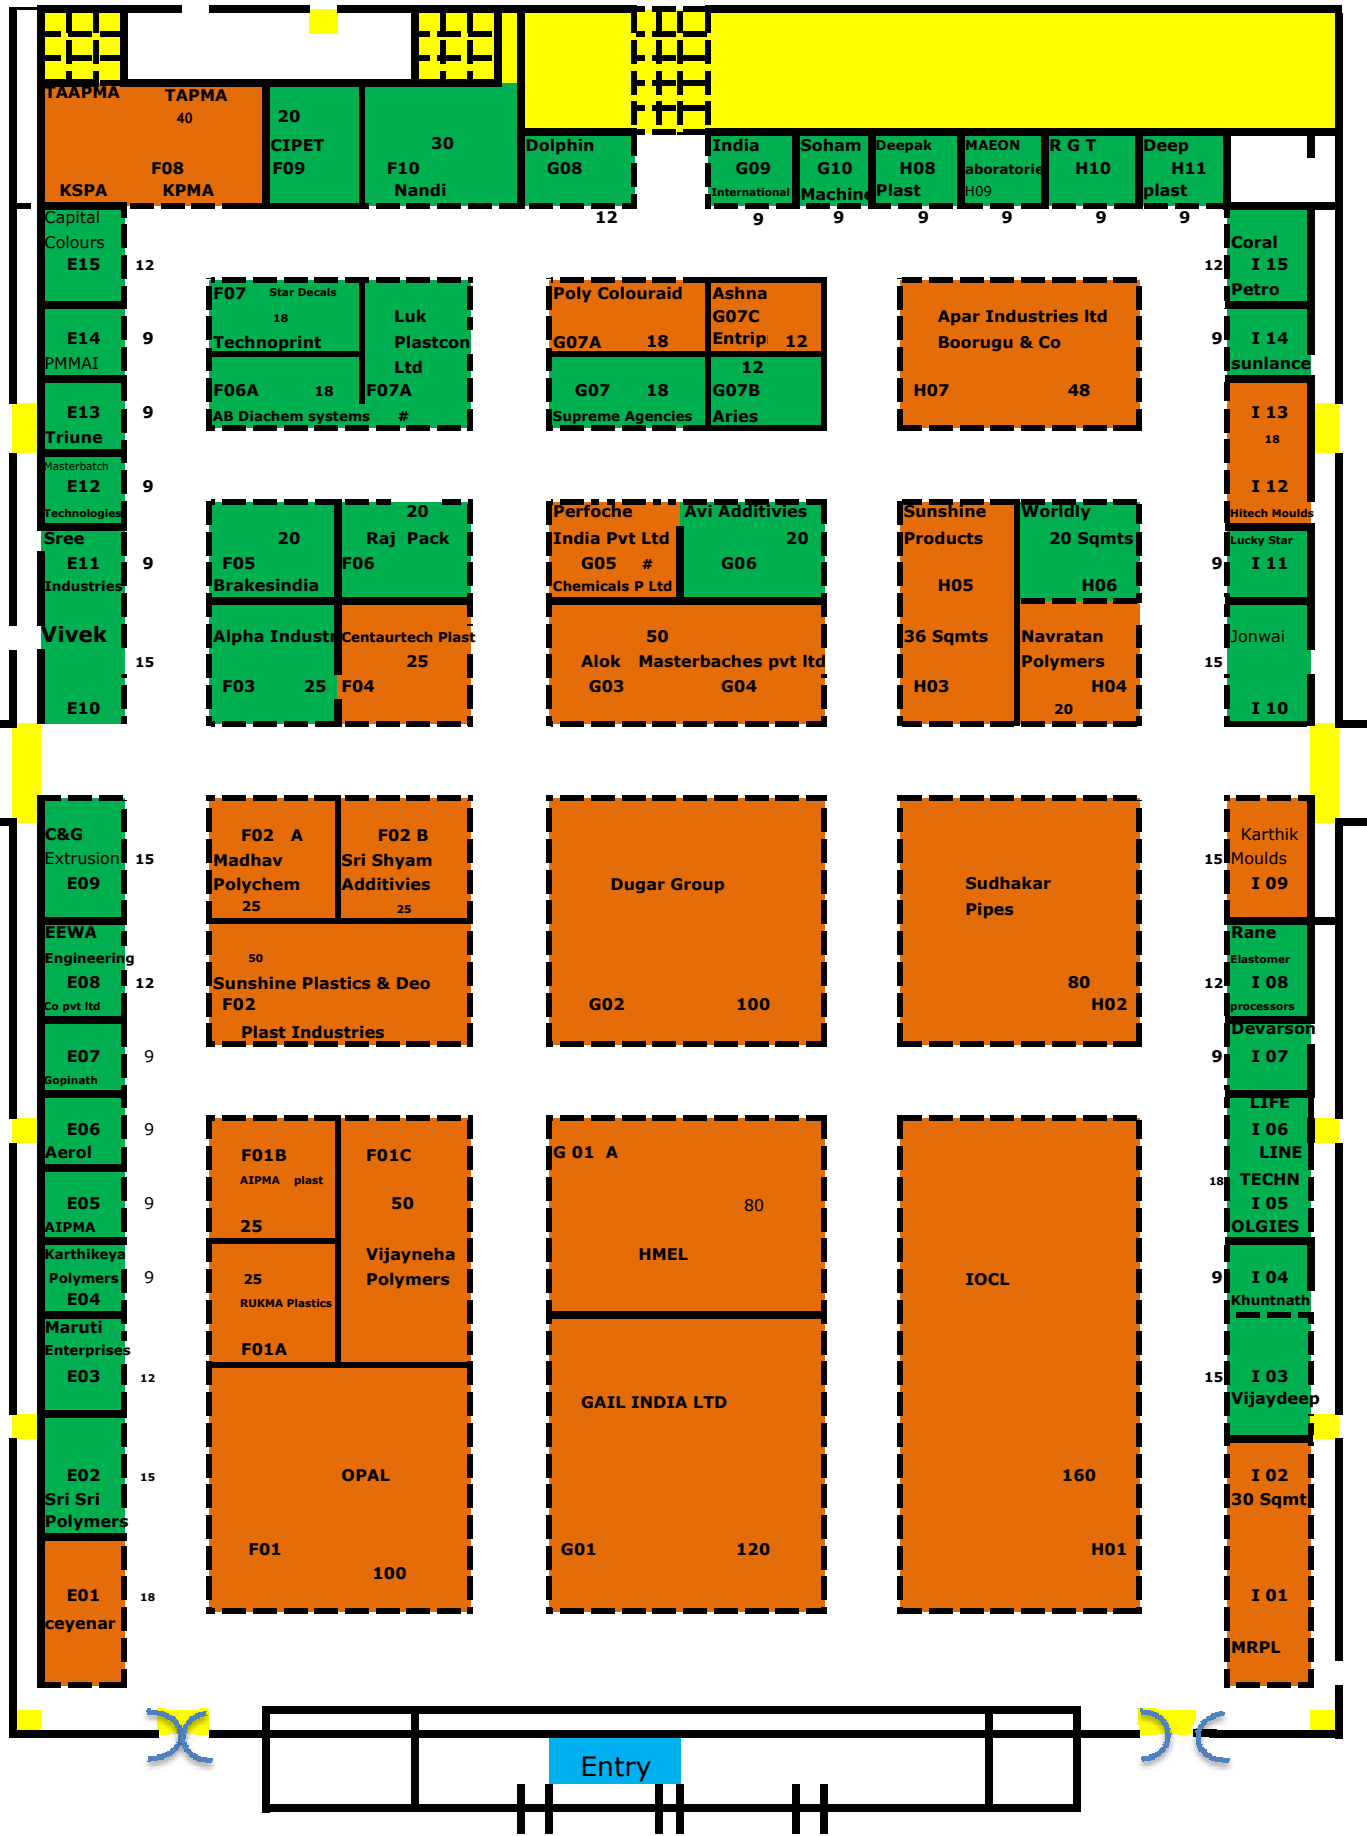 TAAPMA TAPMA
40
F08
KSPA KPMA
20
CIPET
F09
30
F10
Nandi
Dolphin
G08
12
India
G09
International
9
Soham
G10
Machine
9
Deepak
H08
Plast
9
MAEON
aboratorie
H09
9
R G T
H10
9
Deep
H11
plast
9
Capital
Colours
E15
12
E14
PMMAI
9
E13
Triune
9
Masterbatch
E12
Technologies
9
Sree
E11
Industries
9
Vivek
15
E10
F07 Star Decals
18
Technoprint
F06A 18
AB Diachem systems #
Luk
Plastcon
Ltd
F07A
Poly Colouraid
G07A 18
Ashna
G07C
Entrip 12
G07 18
Supreme Agencies
12
G07B
Aries
Apar Industries ltd
Boorugu & Co
H07 48
Coral
12 I 15
Petro
9 I 14
sunlance
I 13
18
I 12
Hitech Moulds
Lucky Star
9 I 11
Jonwai
15
I 10
20
F05
Brakesindia
20
Raj Pack
F06
Alpha Industr
F03 25
Centaurtech Plast
25
F04
Perfoche
India Pvt Ltd
G05 #
Chemicals P Ltd
Avi Additivies
20
G06
50
Alok Masterbaches pvt ltd
G03 G04
Sunshine
Products
H05
36 Sqmts
H03
Worldly
20 Sqmts
H06
Navratan
Polymers
H04
20
C&G
Extrusion 15
E09
EEWA
Engineering
E08 12
Co pvt ltd
E07 9
Gopinath
E06 9
Aerol
E05 9
AIPMA
Karthikeya
Polymers 9
E04
Maruti
Enterprises
E03 12
E02 15
Sri Sri
Polymers
E01 18
ceyenar
F02 A
Madhav
Polychem
25
F02 B
Sri Shyam
Additivies
25
50
Sunshine Plastics & Deo
F02
Plast Industries
Dugar Group
G02 100
Sudhakar
Pipes
80
H02
Karthik
15 Moulds
I 09
Rane
Elastomer
12 I 08
processors
Devarson
9 I 07
LIFE
I 06
LINE
18 TECHN
I 05
OLGIES
9 I 04
Khuntnath
15 I 03
Vijaydeep
I 02
30 Sqmt
I 01
MRPL
F01B
AIPMA plast
25
F01C
50
Vijayneha
Polymers
25
RUKMA Plastics
F01A
OPAL
F01
100
G 01 A
80
HMEL
GAIL INDIA LTD
G01 120
IOCL
160
H01
Entry